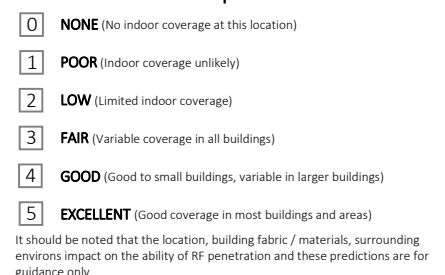 0 NONE (No indoor coverage at this location)
1 POOR (Indoor coverage unlikely)
2 LOW (Limited indoor coverage)
3 FAIR (Variable coverage in all buildings)
4 GOOD (Good to small buildings, variable in larger buildings)
5 EXCELLENT (Good coverage in most buildings and areas)
It should be noted that the location, building fabric / materials, surrounding
environs impact on the ability of RF penetration and these predictions are for
guidance only